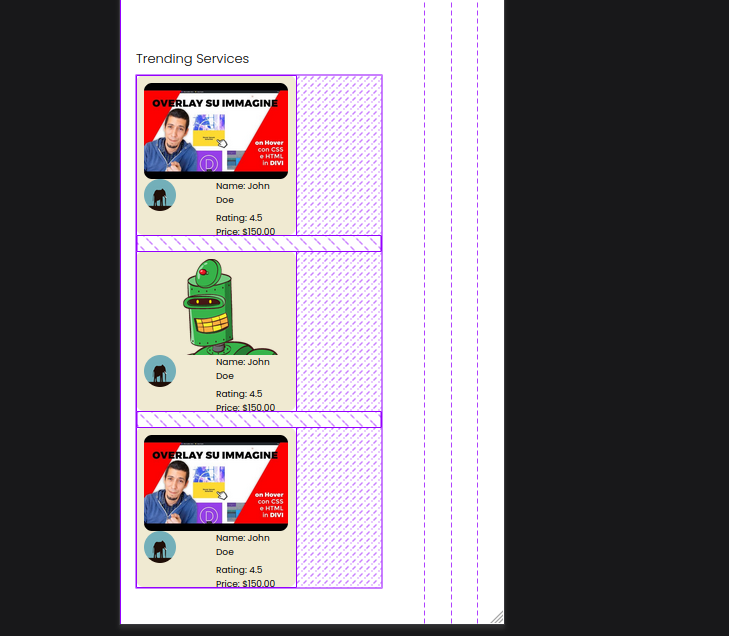 Trending Services
OVERLAY SU IMMAGINE
on Hover
con CSS
e HTML
in DIVI
Name: John
Doe
Rating: 4.5
Price: $150.00
Name: John
Doe
Rating: 4.5
Price: $150.00
OVERLAY SU IMMAGINE
on Hover
con CSS
e HTML
in DIVI
Name: John
Doe
Rating: 4.5
Price: $150.00